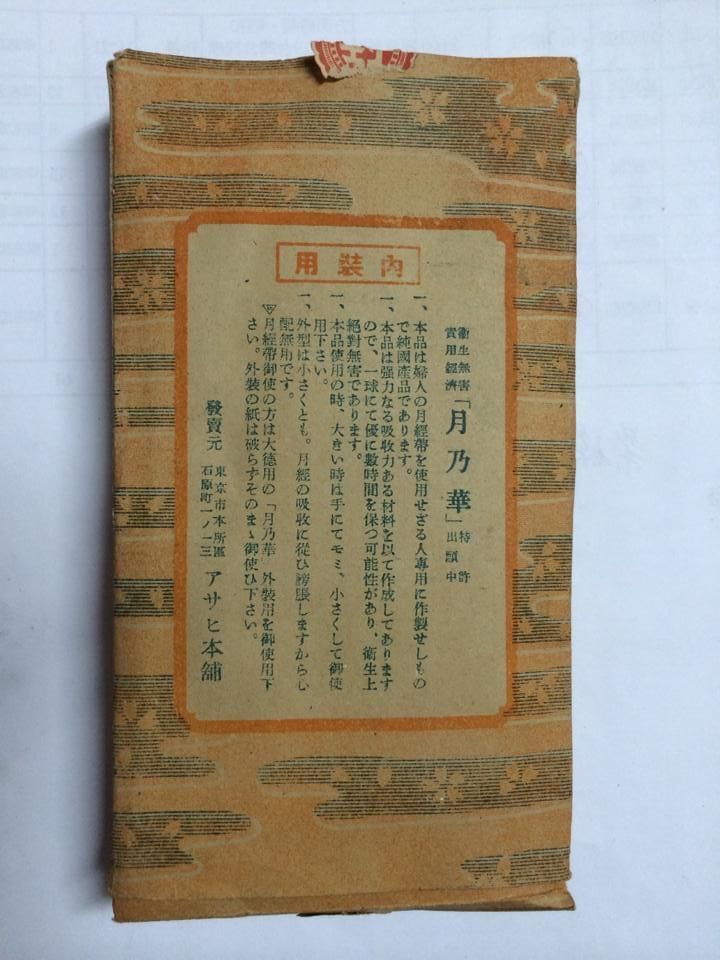 内裝用
衞生無害
實用經濟
「月乃華」
特許
出願中
一、本品は婦人の月經帶を使用せざる人專用に作製せしもの
で純國產品であります。
一、本品は强力なる吸收力ある材料を以て作成してあります
ので、一球にて優に數時間を保つ可能性があり、衞生上
絕對無害であります。
一、本品使用の時、大きい時は手にてモミ、小さくして御使
用下さい。
一、外型は小さくとも。月經の吸收に從ひ膨脹しますから心
配無用です。
月經帶御使の方は大德用の「月乃華」外裝用を御使用下
さい。外裝の紙は破らずそのまゝ御使ひ下さい。
發賣元
東京市本所區
石原町一ノ一三
アサヒ本舖